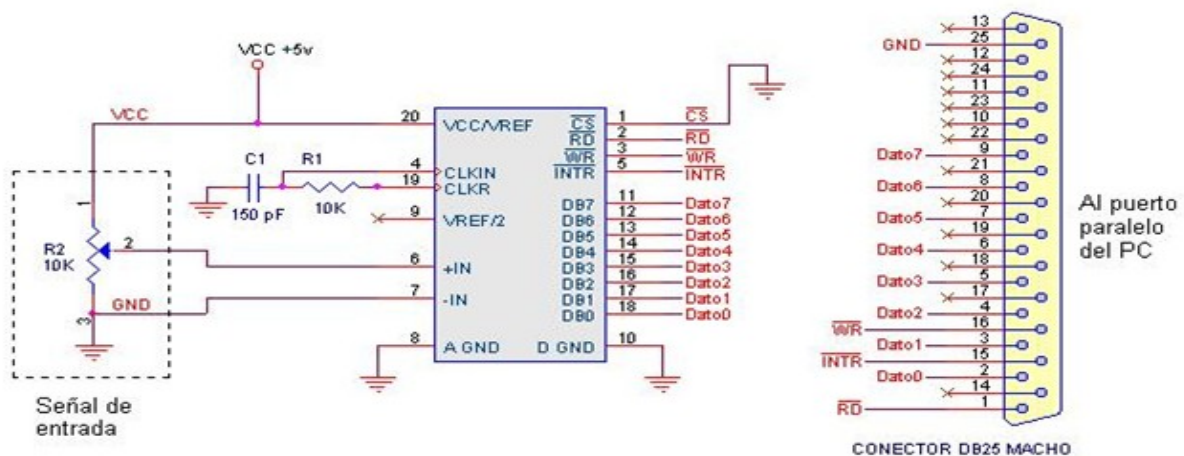 VCC +5v
VCC
20 VCC/VREF
C1
R1
150 pF
10K
4 CLKIN
19 CLKR
9 VREF/2
1
R2
10K
2
3
GND
6 +IN
7 -IN
8 A GND
D GND 10
CS 1 CS
RD 2 RD
WR 3 WR
INTR 5 INTR
DB7 11 Dato7
DB6 12 Dato6
DB5 13 Dato5
DB4 14 Dato4
DB3 15 Dato3
DB2 16 Dato2
DB1 17 Dato1
DB0 18 Dato0
Señal de
entrada
13
GND 25
12
24
11
23
10
22
Dato7 9
21
Dato6 8
20
Dato5 7
19
Dato4 6
18
Dato3 5
17
Dato2 4
WR 16
Dato1 3
INTR 15
Dato0 2
14
RD 1
Al puerto
paralelo
del PC
CONECTOR DB25 MACHO